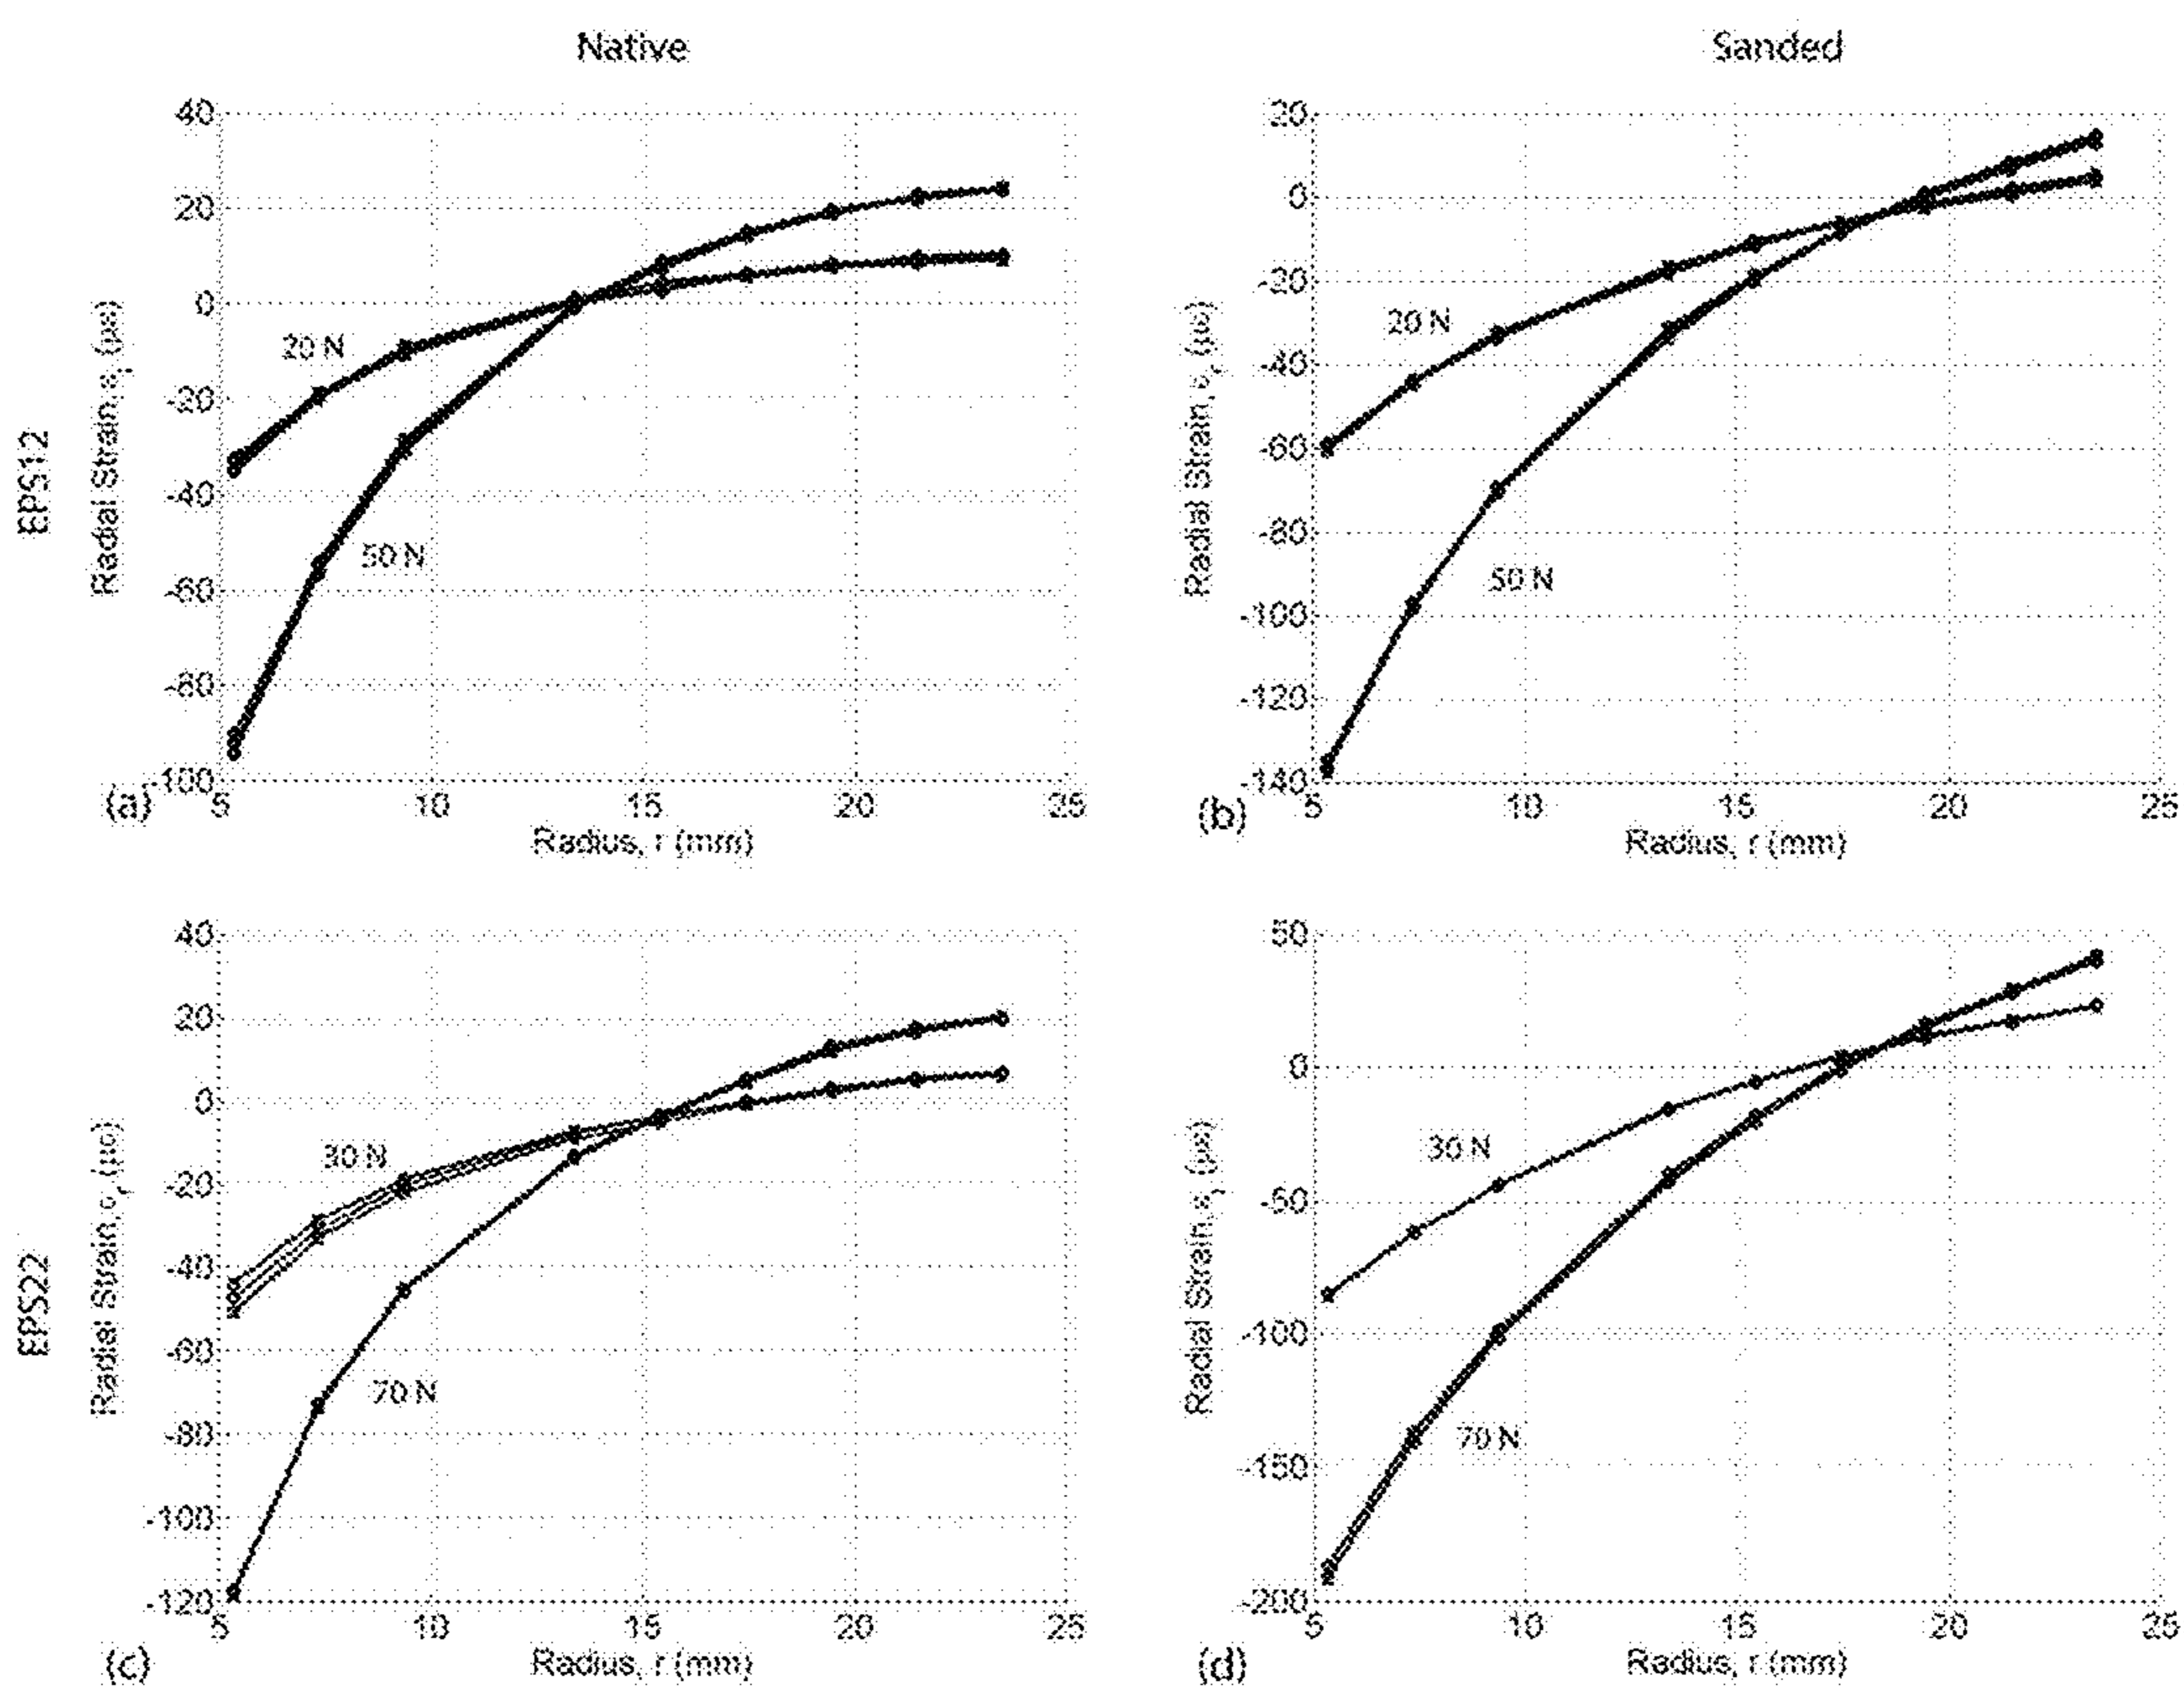 Native
Sanded
EPS12
Radial Strain, εr (με)
40
20
0
-20
-40
-60
-80
-100
20 N
50 N
5
10
15
20
25
(a)
Radius, r (mm)
Radial Strain, εr (με)
20
0
-20
-40
-60
-80
-100
-120
-140
20 N
50 N
5
10
15
20
25
(b)
Radius, r (mm)
EPS22
Radial Strain, εr (με)
40
20
0
-20
-40
-60
-80
-100
-120
30 N
70 N
5
10
15
20
25
(c)
Radius, r (mm)
Radial Strain, εr (με)
50
0
-50
-100
-150
-200
30 N
70 N
5
10
15
20
25
(d)
Radius, r (mm)